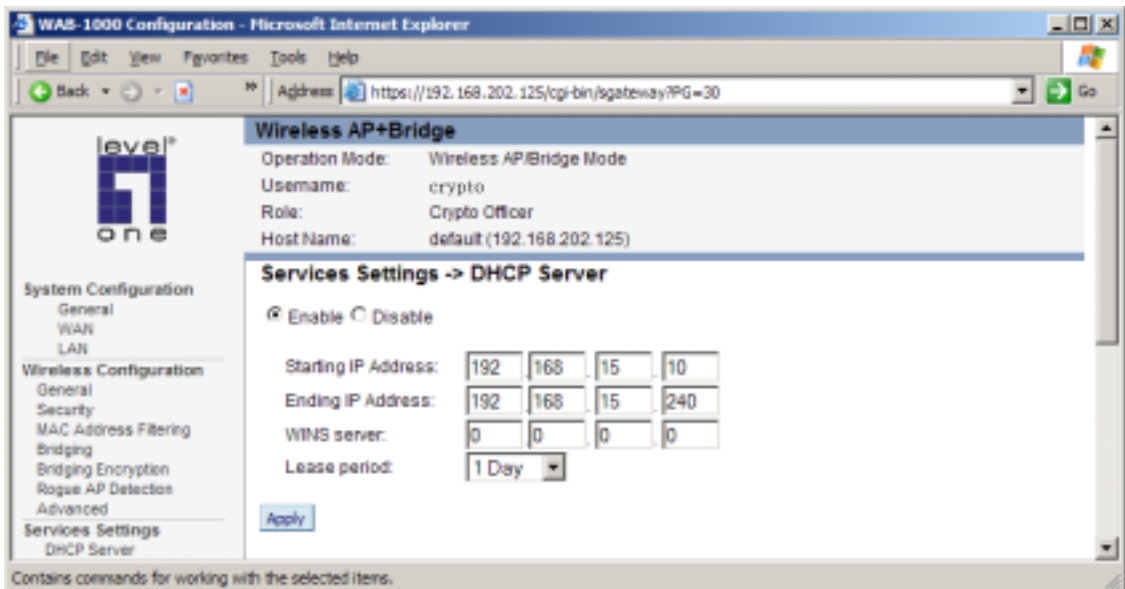 WAB-1000 Configuration - Microsoft Internet Explorer
File Edit View Favorites Tools Help
Back Address https://192.168.202.125/cgi-bin/sgateway?PG=30 Go
level
one
System Configuration
General
WAN
LAN
Wireless Configuration
General
Security
MAC Address Filtering
Bridging
Bridging Encryption
Rogue AP Detection
Advanced
Services Settings
DHCP Server
Wireless AP+Bridge
Operation Mode: Wireless AP/Bridge Mode
Username: crypto
Role: Crypto Officer
Host Name: default (192.168.202.125)
Services Settings -> DHCP Server
Enable Disable
Starting IP Address: 192 . 168 . 15 . 10
Ending IP Address: 192 . 168 . 15 . 240
WINS server: 0 . 0 . 0 . 0
Lease period: 1 Day
Apply
Contains commands for working with the selected items.